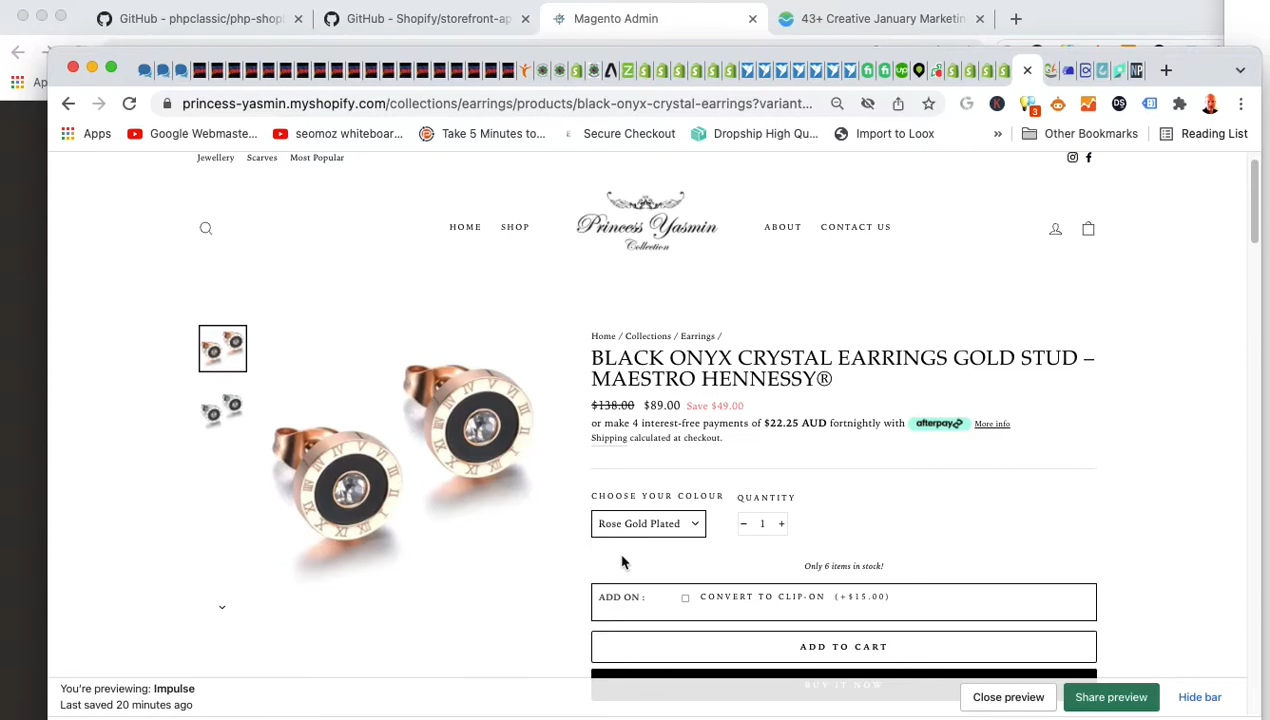 GitHub - phpclassic/php-shopi
GitHub - Shopify/storefront-ap
Magento Admin
43+ Creative January Marketin
princess-yasmin.myshopify.com/collections/earrings/products/black-onyx-crystal-earrings?variant...
3
Apps
Google Webmaste...
seomoz whiteboar...
Take 5 Minutes to...
Secure Checkout
Dropship High Qu...
Import to Loox
»
Other Bookmarks
Reading List
Jewellery Scarves Most Popular
HOME SHOP
Princess Yasmin
Collection
ABOUT CONTACT US
Home / Collections / Earrings /
BLACK ONYX CRYSTAL EARRINGS GOLD STUD –
MAESTRO HENNESSY®
$138.00 $89.00 Save $49.00
or make 4 interest-free payments of $22.25 AUD fortnightly with afterpay More info
Shipping calculated at checkout.
CHOOSE YOUR COLOUR QUANTITY
Rose Gold Plated − 1 +
Only 6 items in stock!
ADD ON : CONVERT TO CLIP-ON (+$15.00)
ADD TO CART
BUY IT NOW
You're previewing: Impulse
Last saved 20 minutes ago
Close preview
Share preview
Hide bar